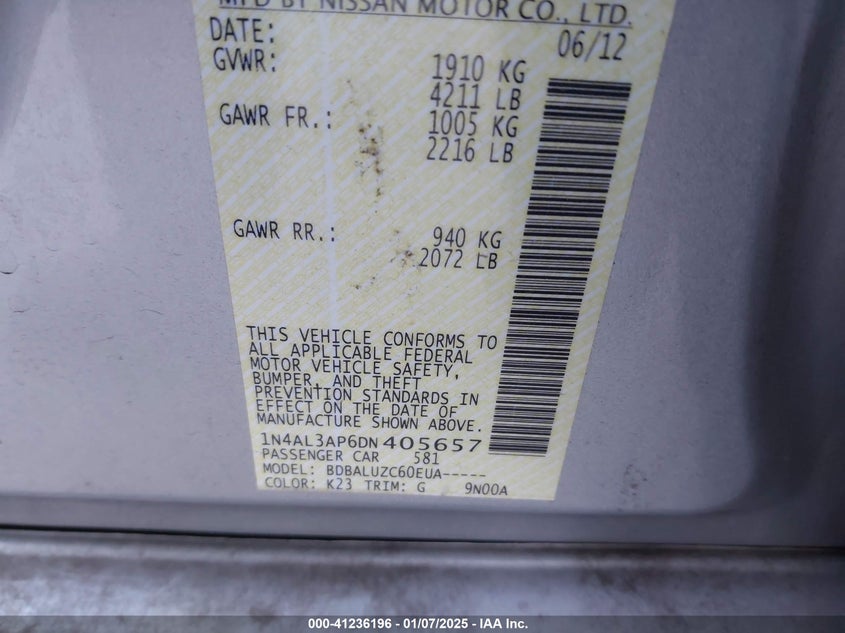 MFD BY NISSAN MOTOR CO., LTD.
DATE: 06/12
GVWR: 1910 KG
4211 LB
GAWR FR.: 1005 KG
2216 LB
GAWR RR.: 940 KG
2072 LB
THIS VEHICLE CONFORMS TO
ALL APPLICABLE FEDERAL
MOTOR VEHICLE SAFETY,
BUMPER, AND THEFT
PREVENTION STANDARDS IN
EFFECT ON THE DATE OF
MANUFACTURE SHOWN ABOVE.
1N4AL3AP6DN405657
PASSENGER CAR 581
MODEL: BDBALUZC60EUA-----
COLOR: K23 TRIM: G 9N00A
000-41236196 - 01/07/2025 - IAA Inc.